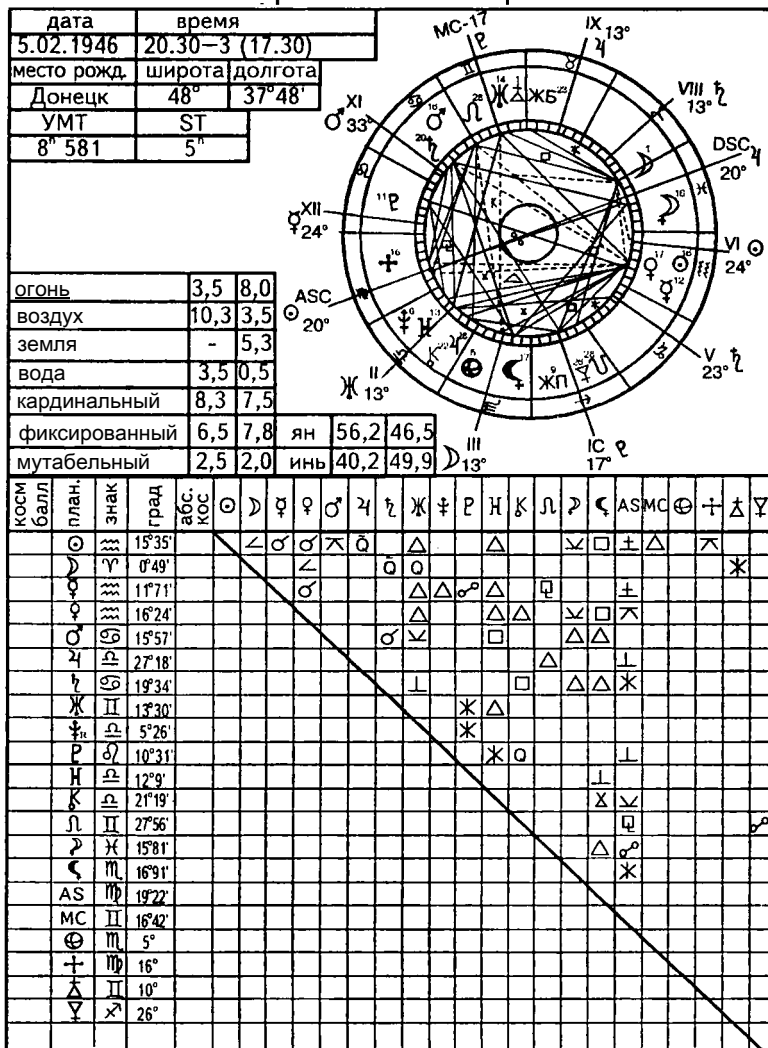 дата время
5.02.1946 20.30–3 (17.30)
место рожд. широта долгота
Донецк 48° 37°48'
УМТ ST
8ʰ 581 5ʰ
MC-17 ♇
IX 13° ♃
VIII ♄ 13°
DSC ♃ 20°
VI ☉ 24°
V ♄ 23°
IC ♇ 17°
III ☽ 13°
II ♅ 13°
ASC ☉ 20°
XII ☿ 24°
XI ♂ 33°
ЖБ
ЖП
огонь 3,5 8,0
воздух 10,3 3,5
земля - 5,3
вода 3,5 0,5
кардинальный 8,3 7,5
фиксированный 6,5 7,8 ян 56,2 46,5
мутабельный 2,5 2,0 инь 40,2 49,9
косм балл план. знак град абс. кос ☉ ☽ ☿ ♀ ♂ ♃ ♄ AS MC
☉ ♒ 15°35'
☽ ♈ 0°49'
☿ ♒ 11°71'
♀ ♒ 16°24'
♂ ♋ 15°57'
♃ ♎ 27°18'
♄ ♋ 19°34'
♅ ♊ 13°30'
♎ 5°26'
♇ ♌ 10°31'
♎ 12°9'
♎ 21°19'
☊ ♊ 27°56'
♓ 15°81'
⚸ ♏ 16°91'
AS ♍ 19°22'
MC ♊ 16°42'
♏ 5°
♍ 16°
♊ 10°
♐ 26°